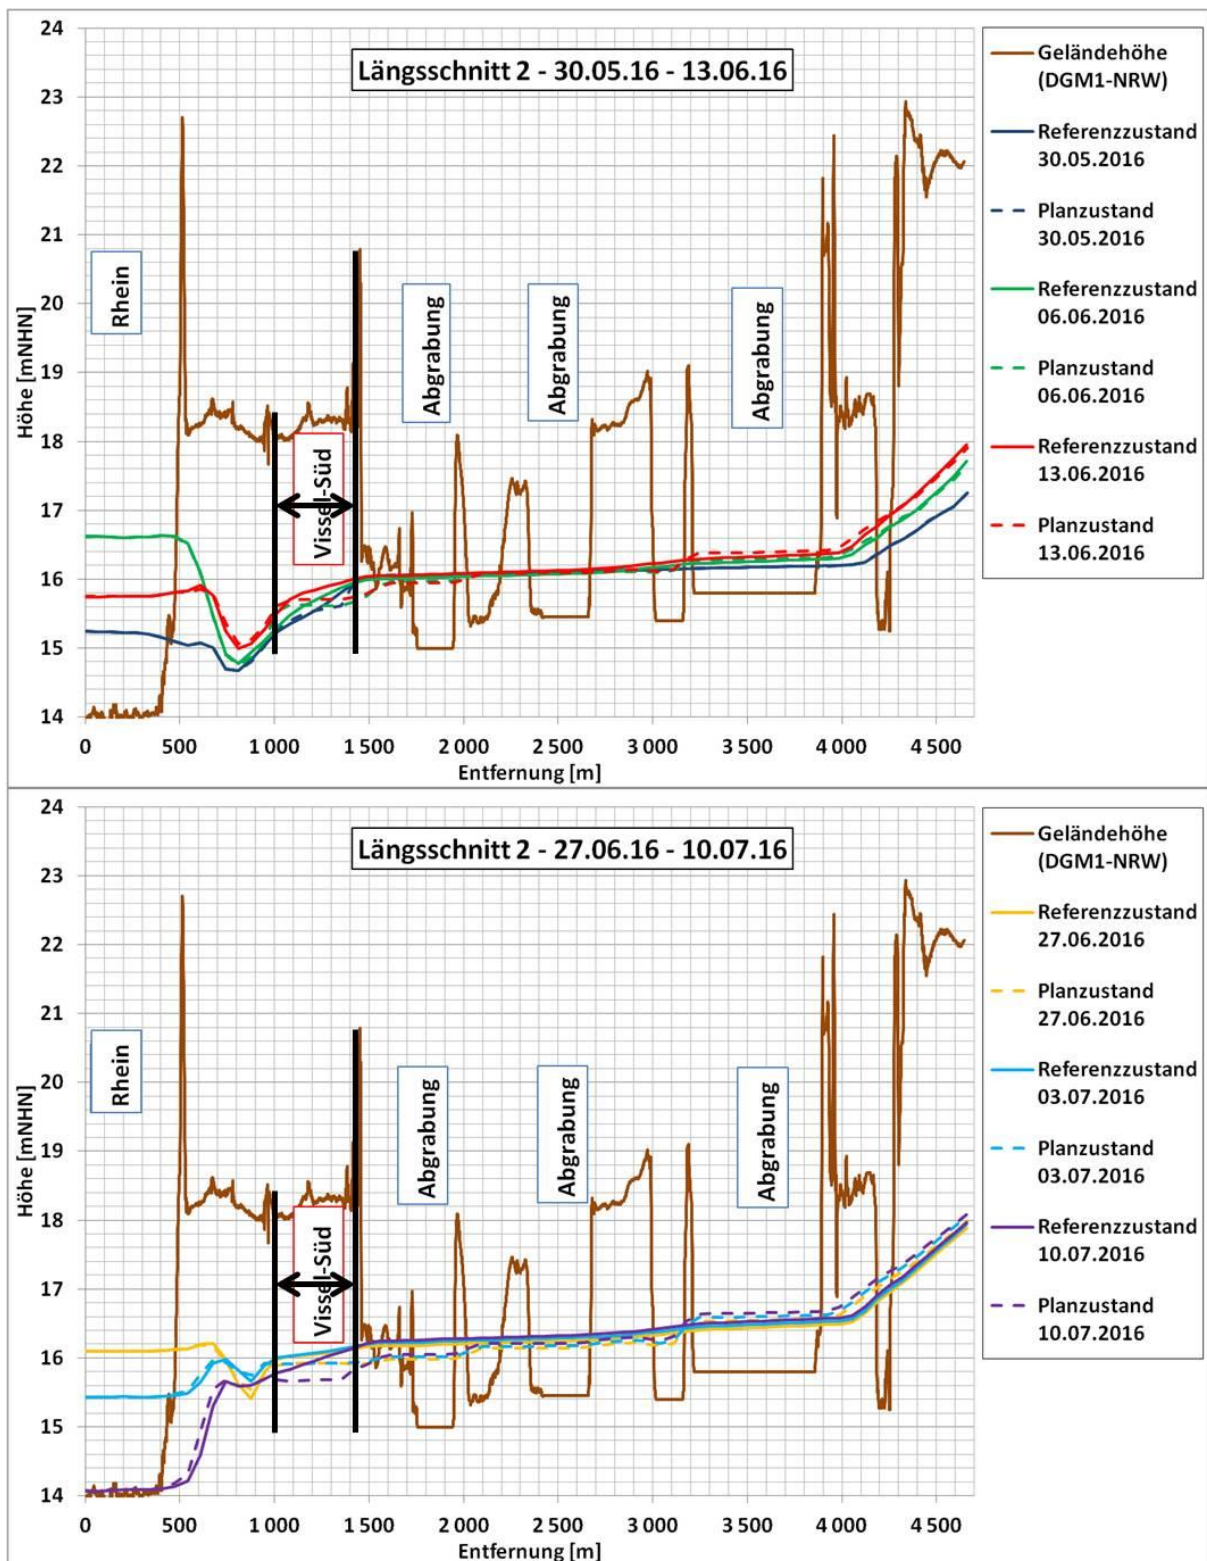 Längsschnitt 2 - 30.05.16 - 13.06.16
Höhe [mNHN]
24
23
22
21
20
19
18
17
16
15
14
Rhein
Vissel-Süd
Abgrabung
Abgrabung
Abgrabung
0
500
1 000
1 500
2 000
2 500
3 000
3 500
4 000
4 500
Entfernung [m]
Geländehöhe
(DGM1-NRW)
Referenzzustand
30.05.2016
Planzustand
30.05.2016
Referenzzustand
06.06.2016
Planzustand
06.06.2016
Referenzzustand
13.06.2016
Planzustand
13.06.2016
Längsschnitt 2 - 27.06.16 - 10.07.16
Höhe [mNHN]
24
23
22
21
20
19
18
17
16
15
14
Rhein
Vissel-Süd
Abgrabung
Abgrabung
Abgrabung
0
500
1 000
1 500
2 000
2 500
3 000
3 500
4 000
4 500
Entfernung [m]
Geländehöhe
(DGM1-NRW)
Referenzzustand
27.06.2016
Planzustand
27.06.2016
Referenzzustand
03.07.2016
Planzustand
03.07.2016
Referenzzustand
10.07.2016
Planzustand
10.07.2016